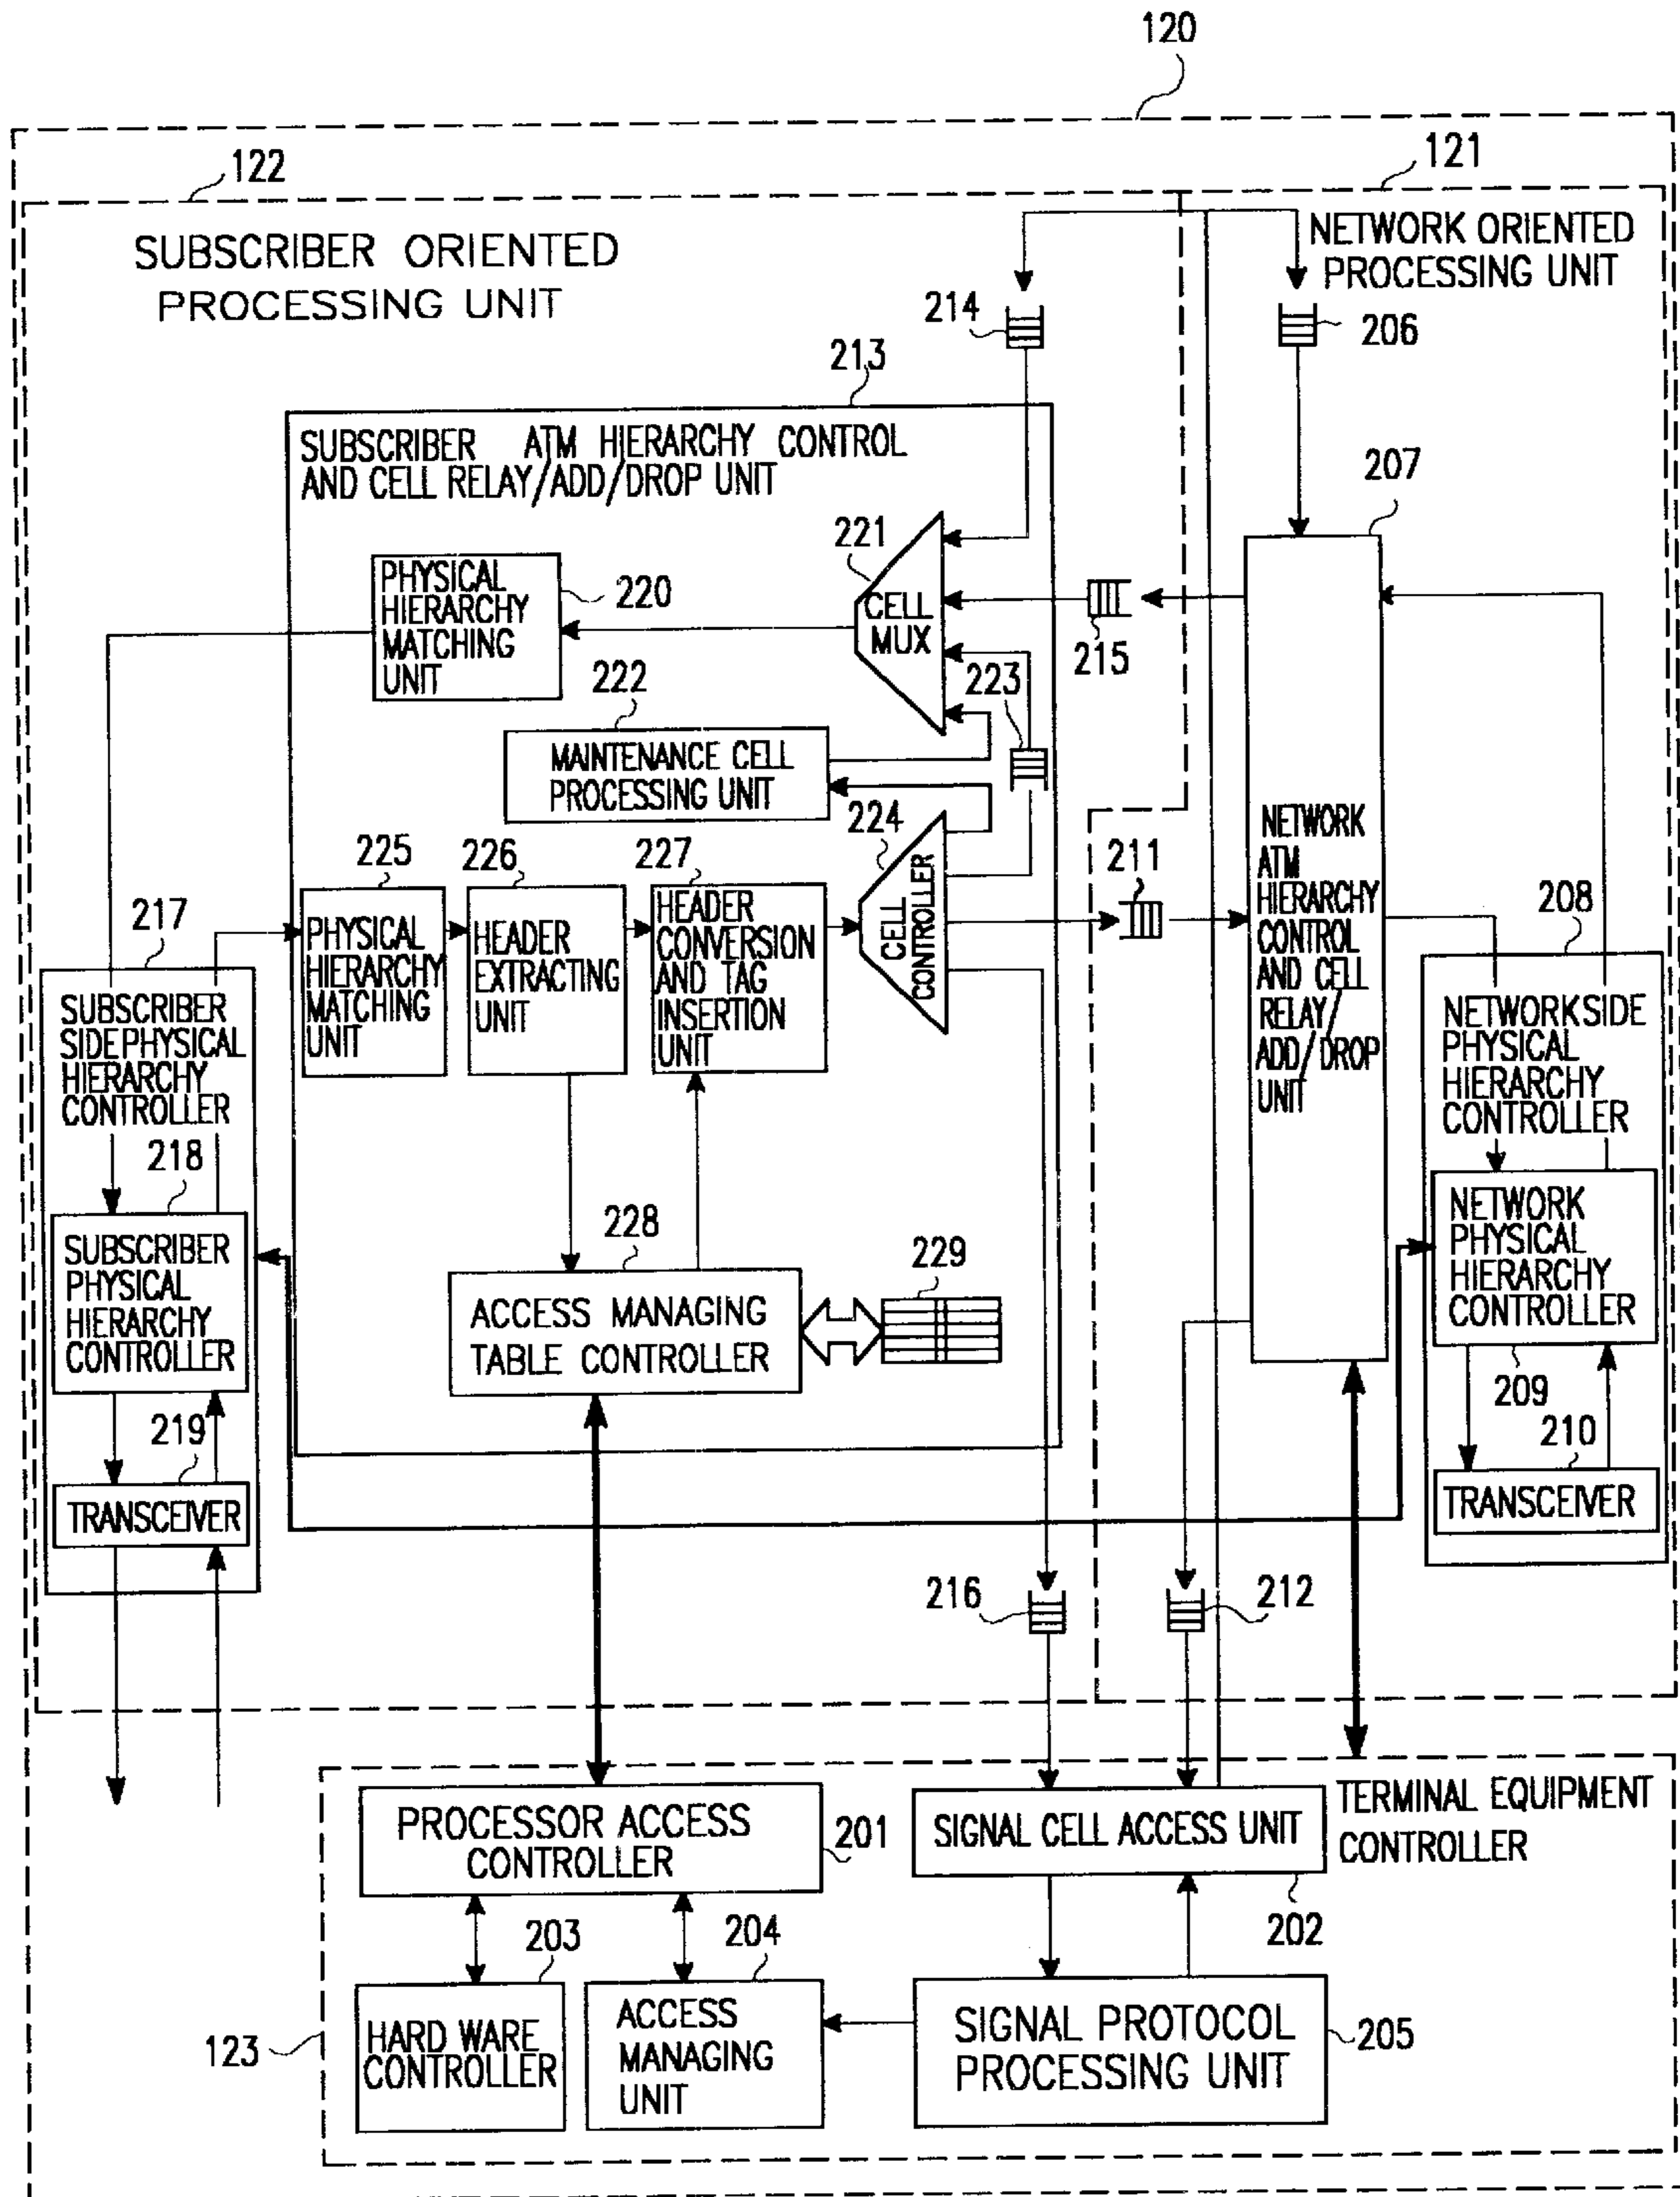 120
122
121
SUBSCRIBER ORIENTED
PROCESSING UNIT
NETWORK ORIENTED
PROCESSING UNIT
214
206
213
SUBSCRIBER ATM HIERARCHY CONTROL
AND CELL RELAY/ADD/DROP UNIT
207
221
CELL
MUX
PHYSICAL
HIERARCHY
MATCHING
UNIT
220
215
222
223
MAINTENANCE CELL
PROCESSING UNIT
224
CELL
CONTROLLER
225
226
227
211
PHYSICAL
HIERARCHY
MATCHING
UNIT
HEADER
EXTRACTING
UNIT
HEADER
CONVERSION
AND TAG
INSERTION
UNIT
NETWORK
ATM
HIERARCHY
CONTROL
AND CELL
RELAY/
ADD/DROP
UNIT
217
208
SUBSCRIBER
SIDEPHYSICAL
HIERARCHY
CONTROLLER
NETWORKSIDE
PHYSICAL
HIERARCHY
CONTROLLER
218
SUBSCRIBER
PHYSICAL
HIERARCHY
CONTROLLER
228
229
ACCESS MANAGING
TABLE CONTROLLER
NETWORK
PHYSICAL
HIERARCHY
CONTROLLER
209
219
210
TRANSCEIVER
TRANSCEIVER
216
212
PROCESSOR ACCESS
CONTROLLER
201
SIGNAL CELL ACCESS UNIT
TERMINAL EQUIPMENT
CONTROLLER
202
203
204
HARD WARE
CONTROLLER
ACCESS
MANAGING
UNIT
SIGNAL PROTOCOL
PROCESSING UNIT
205
123